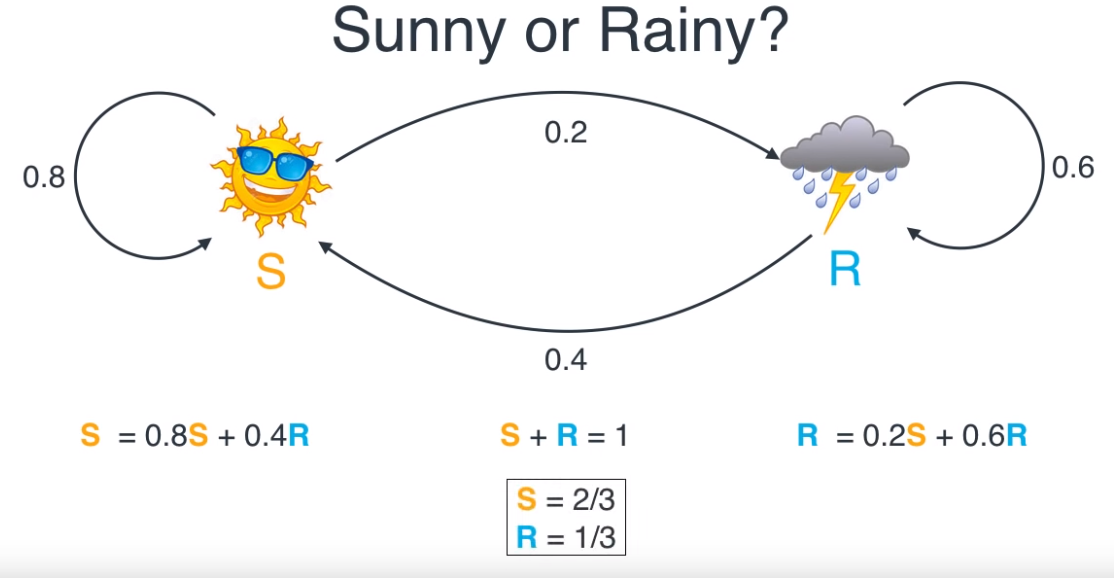 Sunny or Rainy?
0.8
0.2
0.6
S
R
0.4
S = 0.8S + 0.4R
S + R = 1
R = 0.2S + 0.6R
S = 2/3
R = 1/3